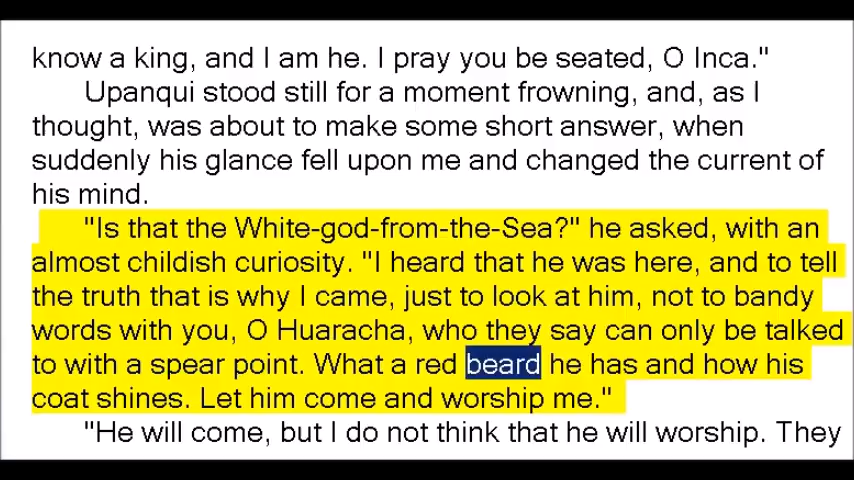 know a king, and I am he. I pray you be seated, O Inca."
Upanqui stood still for a moment frowning, and, as I
thought, was about to make some short answer, when
suddenly his glance fell upon me and changed the current of
his mind.
"Is that the White-god-from-the-Sea?" he asked, with an
almost childish curiosity. "I heard that he was here, and to tell
the truth that is why I came, just to look at him, not to bandy
words with you, O Huaracha, who they say can only be talked
to with a spear point. What a red beard he has and how his
coat shines. Let him come and worship me."
"He will come, but I do not think that he will worship. They